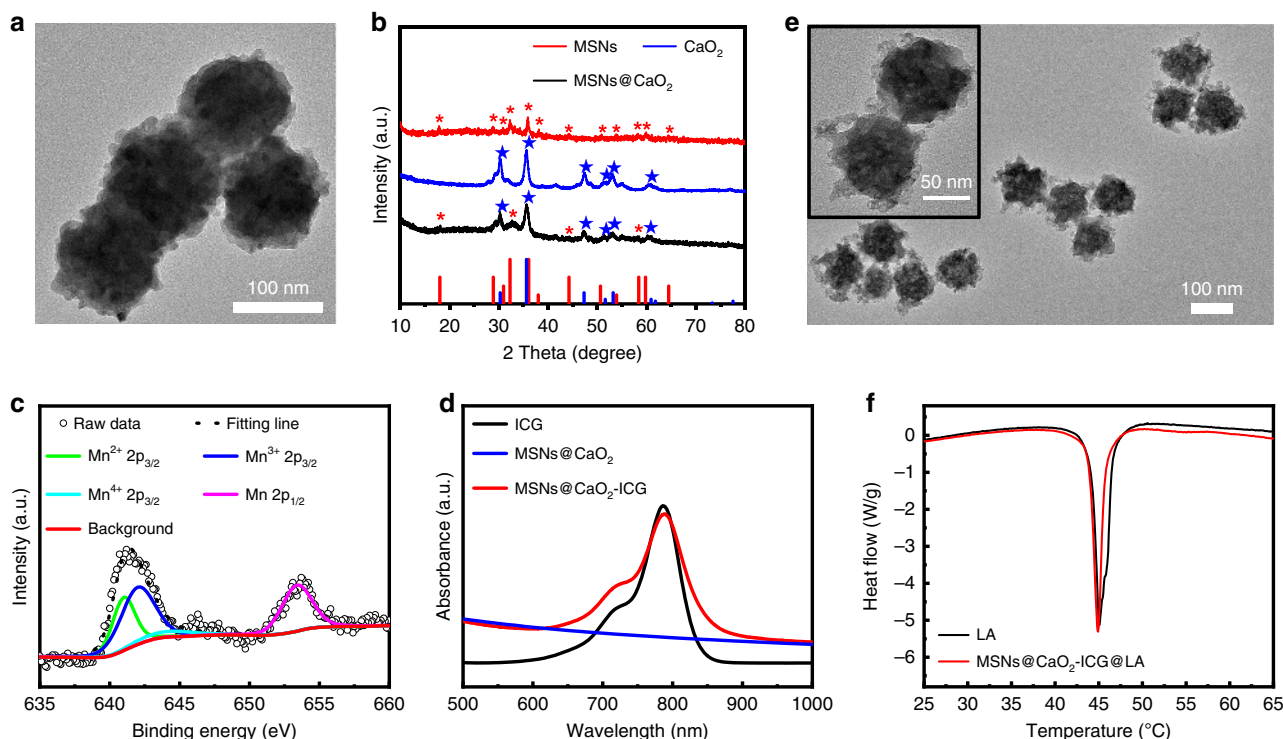 a
100 nm
b
MSNs
CaO₂
MSNs@CaO₂
* * * * * * * * * * *
★ ★ ★ ★ ★ ★
* ★ * ★ * ★ ★ ★ * ★
Intensity (a.u.)
10 20 30 40 50 60 70 80
2 Theta (degree)
e
50 nm
100 nm
c
Raw data
Fitting line
Mn²⁺ 2p₃/₂
Mn³⁺ 2p₃/₂
Mn⁴⁺ 2p₃/₂
Mn 2p₁/₂
Background
Intensity (a.u.)
635 640 645 650 655 660
Binding energy (eV)
d
ICG
MSNs@CaO₂
MSNs@CaO₂-ICG
Absorbance (a.u.)
500 600 700 800 900 1000
Wavelength (nm)
f
0
–1
–2
–3
–4
–5
–6
Heat flow (W/g)
LA
MSNs@CaO₂-ICG@LA
25 30 35 40 45 50 55 60 65
Temperature (°C)